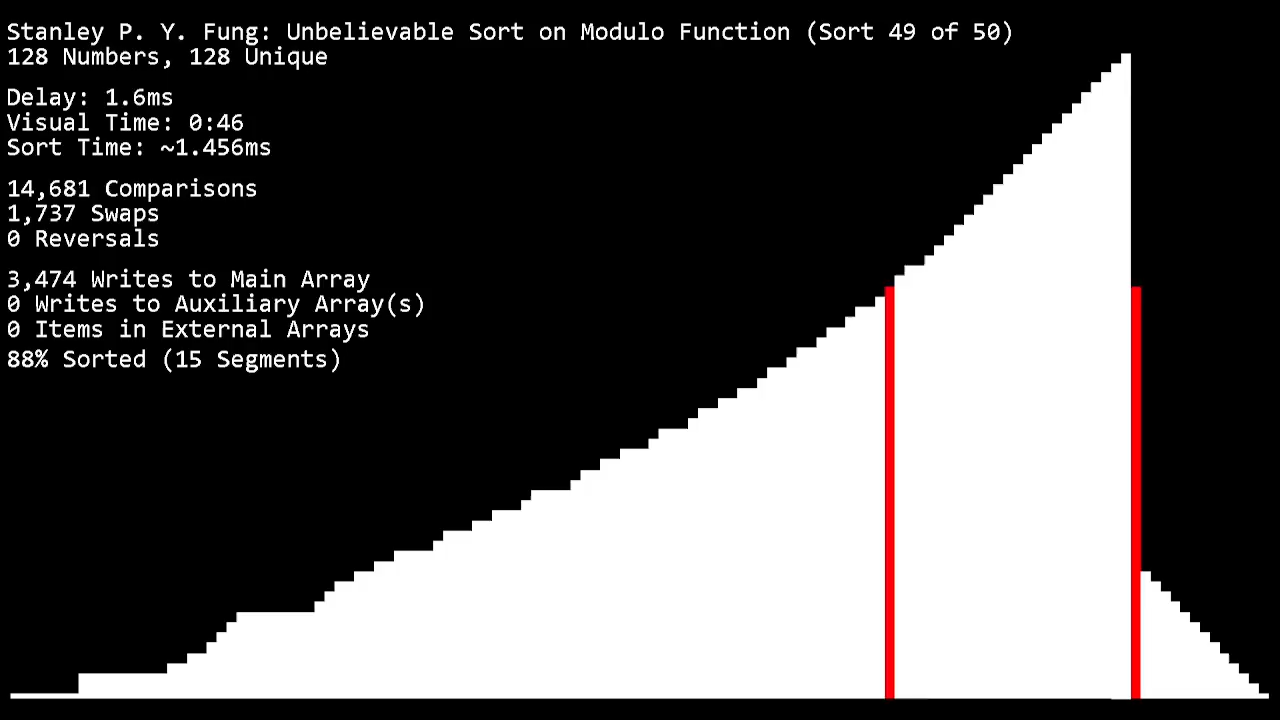 Stanley P. Y. Fung: Unbelievable Sort on Modulo Function (Sort 49 of 50)
128 Numbers, 128 Unique
Delay: 1.6ms
Visual Time: 0:46
Sort Time: ~1.456ms
14,681 Comparisons
1,737 Swaps
0 Reversals
3,474 Writes to Main Array
0 Writes to Auxiliary Array(s)
0 Items in External Arrays
88% Sorted (15 Segments)